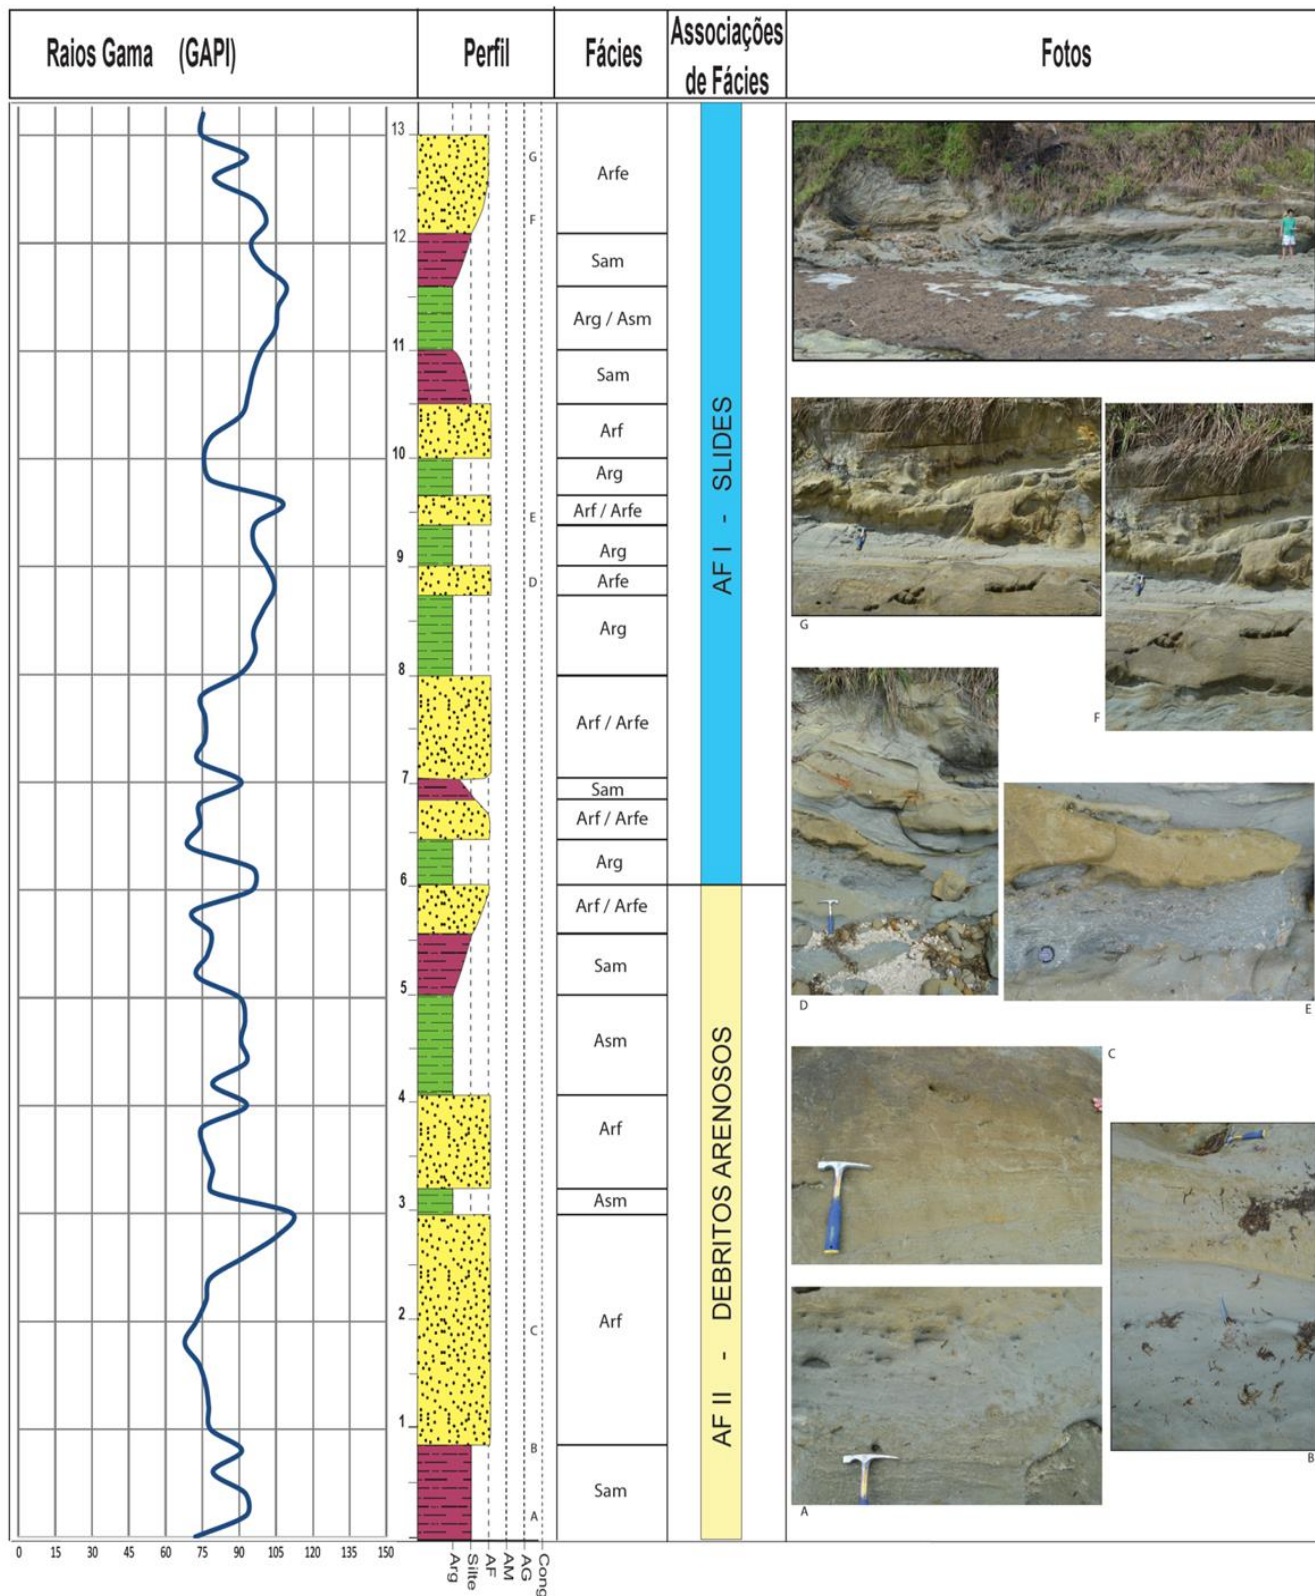 Raios Gama (GAPI)
Perfil
Fácies
Associações
de Fácies
Fotos
13
12
11
10
9
8
7
6
5
4
3
2
1
G
F
E
D
C
B
A
Arfe
Sam
Arg / Asm
Sam
Arf
Arg
Arf / Arfe
Arg
Arfe
Arg
Arf / Arfe
Sam
Arf / Arfe
Arg
Arf / Arfe
Sam
Asm
Arf
Asm
Arf
Sam
AF I - SLIDES
AF II - DEBRITOS ARENOSOS
G
F
D
E
C
B
A
0 15 30 45 60 75 90 105 120 135 150
Arg
Silte
AF
AM
AG
Cong